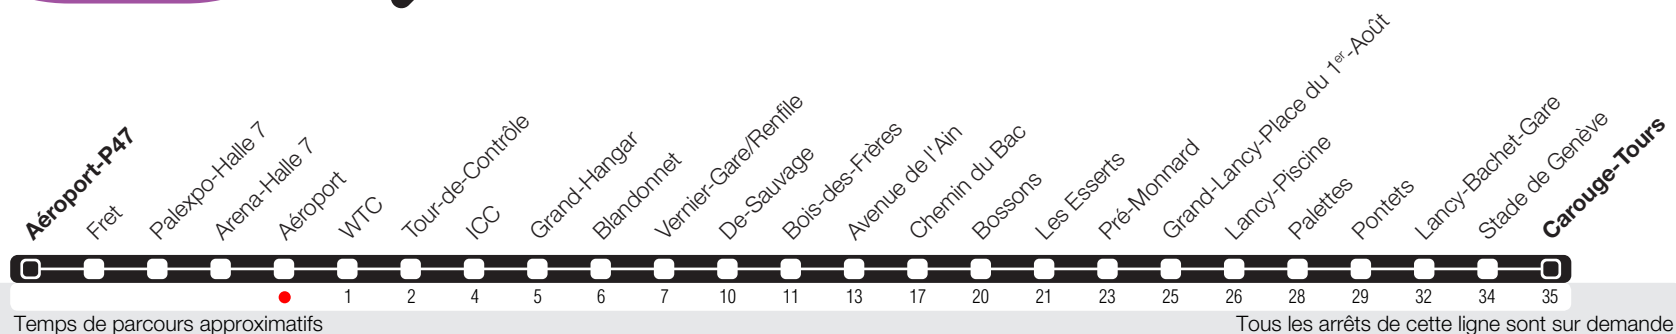 Aéroport-P47
Fret
Palexpo-Halle 7
Arena-Halle 7
Aéroport
WTC
Tour-de-Contrôle
ICC
Grand-Hangar
Blandonnet
Vernier-Gare/Renfile
De-Sauvage
Bois-des-Frères
Avenue de l'Ain
Chemin du Bac
Bossons
Les Esserts
Pré-Monnard
Grand-Lancy-Place du 1er-Août
Lancy-Piscine
Palettes
Pontets
Lancy-Bachet-Gare
Stade de Genève
Carouge-Tours
1 2 4 5 6 7 10 11 13 17 20 21 23 25 26 28 29 32 34 35
Temps de parcours approximatifs
Tous les arrêts de cette ligne sont sur demande